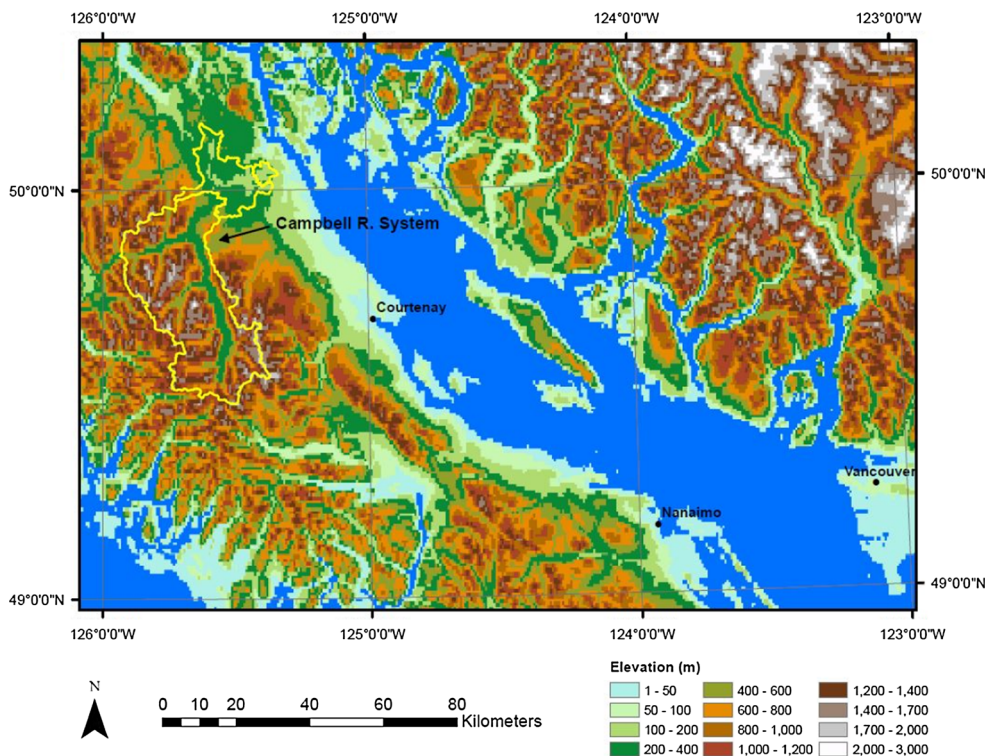 126°0'0"W 125°0'0"W 124°0'0"W 123°0'0"W
50°0'0"N 50°0'0"N
Campbell R. System
Courtenay
Vancouver
Nanaimo
49°0'0"N 49°0'0"N
126°0'0"W 125°0'0"W 124°0'0"W 123°0'0"W
N
0 10 20 40 60 80
Kilometers
Elevation (m)
1 - 50 400 - 600 1,200 - 1,400
50 - 100 600 - 800 1,400 - 1,700
100 - 200 800 - 1,000 1,700 - 2,000
200 - 400 1,000 - 1,200 2,000 - 3,000